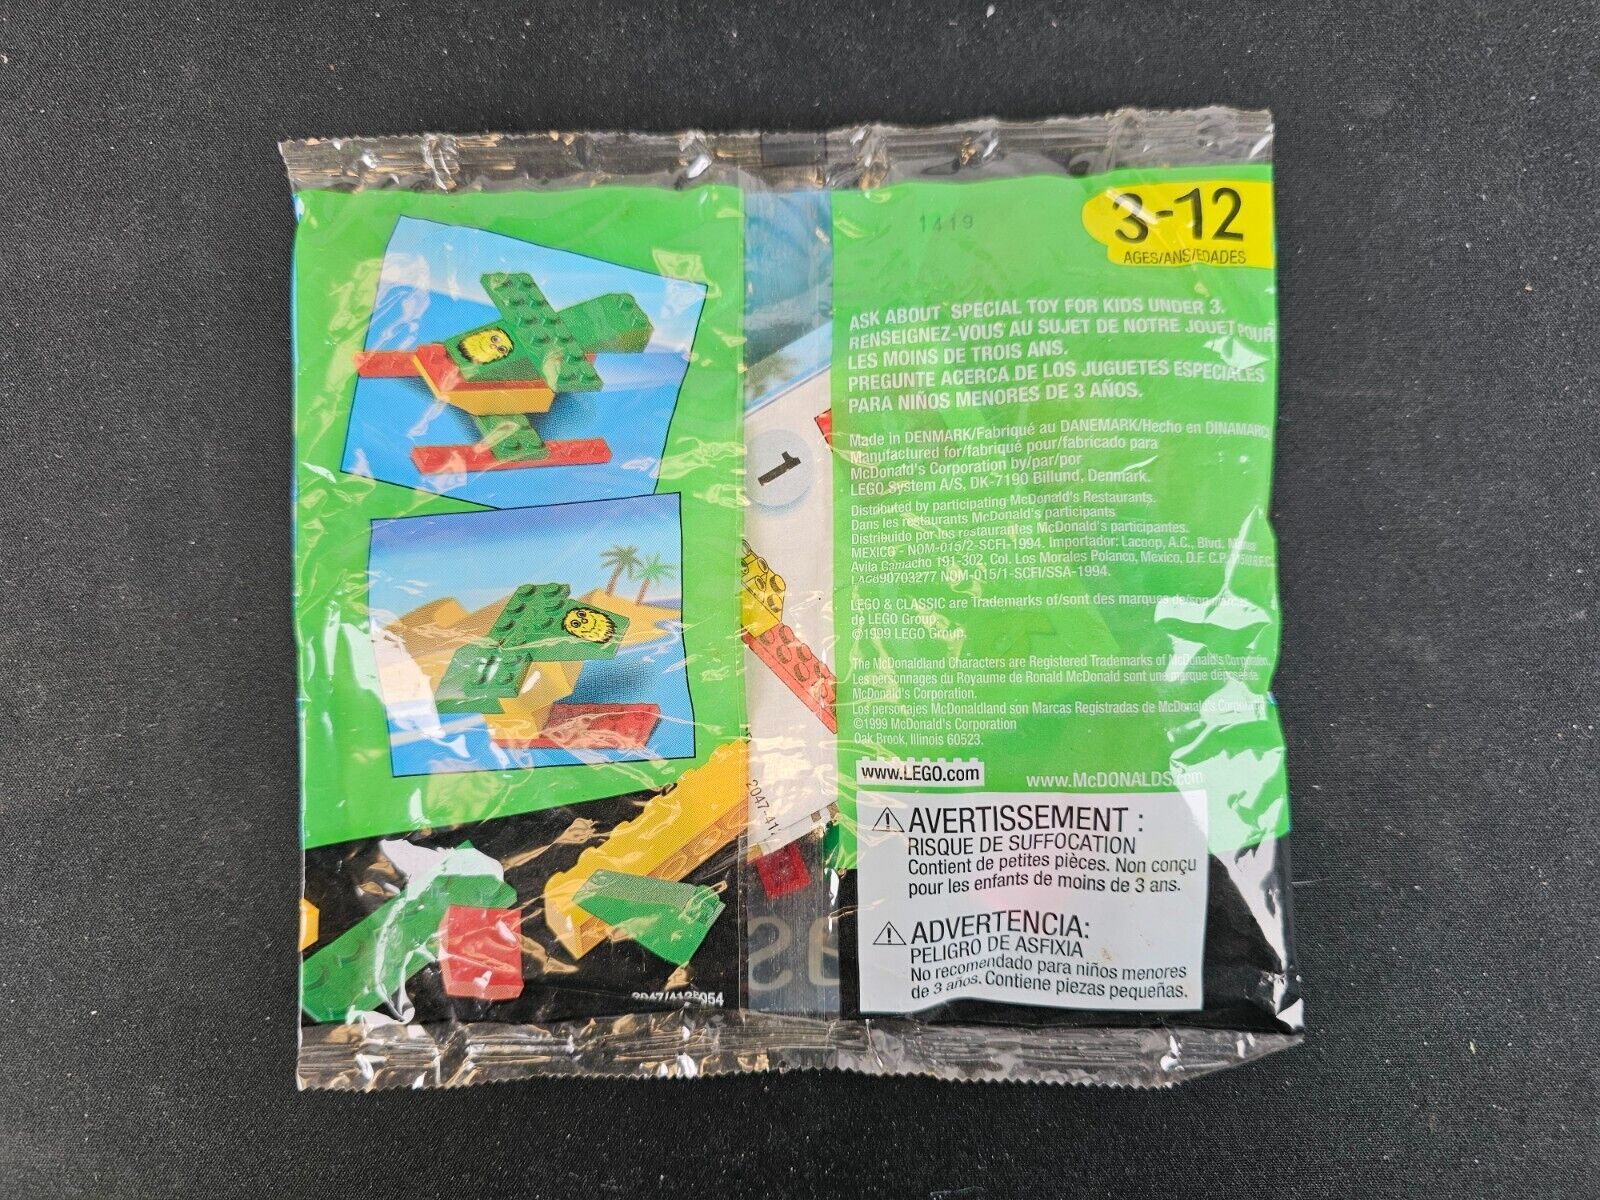 1419
3-12
AGES/ANS/EDADES
ASK ABOUT SPECIAL TOY FOR KIDS UNDER 3.
RENSEIGNEZ-VOUS AU SUJET DE NOTRE JOUET POUR
LES MOINS DE TROIS ANS.
PREGUNTE ACERCA DE LOS JUGUETES ESPECIALES
PARA NIÑOS MENORES DE 3 AÑOS.
Made in DENMARK/Fabriqué au DANEMARK/Hecho en DINAMARC
Manufactured for/fabriqué pour/fabricado para
McDonald's Corporation by/par/por
LEGO System A/S, DK-7190 Billund, Denmark.
Distributed by participating McDonald's Restaurants.
Dans les restaurants McDonald's participants
Distribuido por los restaurantes McDonald's participantes.
MEXICO - NOM-015/2-SCFI-1994. Importador: Lacoop, A.C., Blvd.
Avila Camacho 191-302, Col. Los Morales Polanco, Mexico, D.F. C.P.
LAC690703277 NOM-015/1-SCFI/SSA-1994.
LEGO & CLASSIC are Trademarks of/sont des marques de/son marcas
de LEGO Group.
©1999 LEGO Group.
The McDonaldland Characters are Registered Trademarks of McDonald's Corporation.
Les personnages du Royaume de Ronald McDonald sont une marque déposée de
McDonald's Corporation.
Los personajes McDonaldland son Marcas Registradas de McDonald's Corporation
©1999 McDonald's Corporation
Oak Brook, Illinois 60523.
www.LEGO.com
www.McDONALDS.com
⚠ AVERTISSEMENT :
RISQUE DE SUFFOCATION
Contient de petites pièces. Non conçu
pour les enfants de moins de 3 ans.
⚠ ADVERTENCIA:
PELIGRO DE ASFIXIA
No recomendado para niños menores
de 3 años. Contiene piezas pequeñas.
1
2047-41